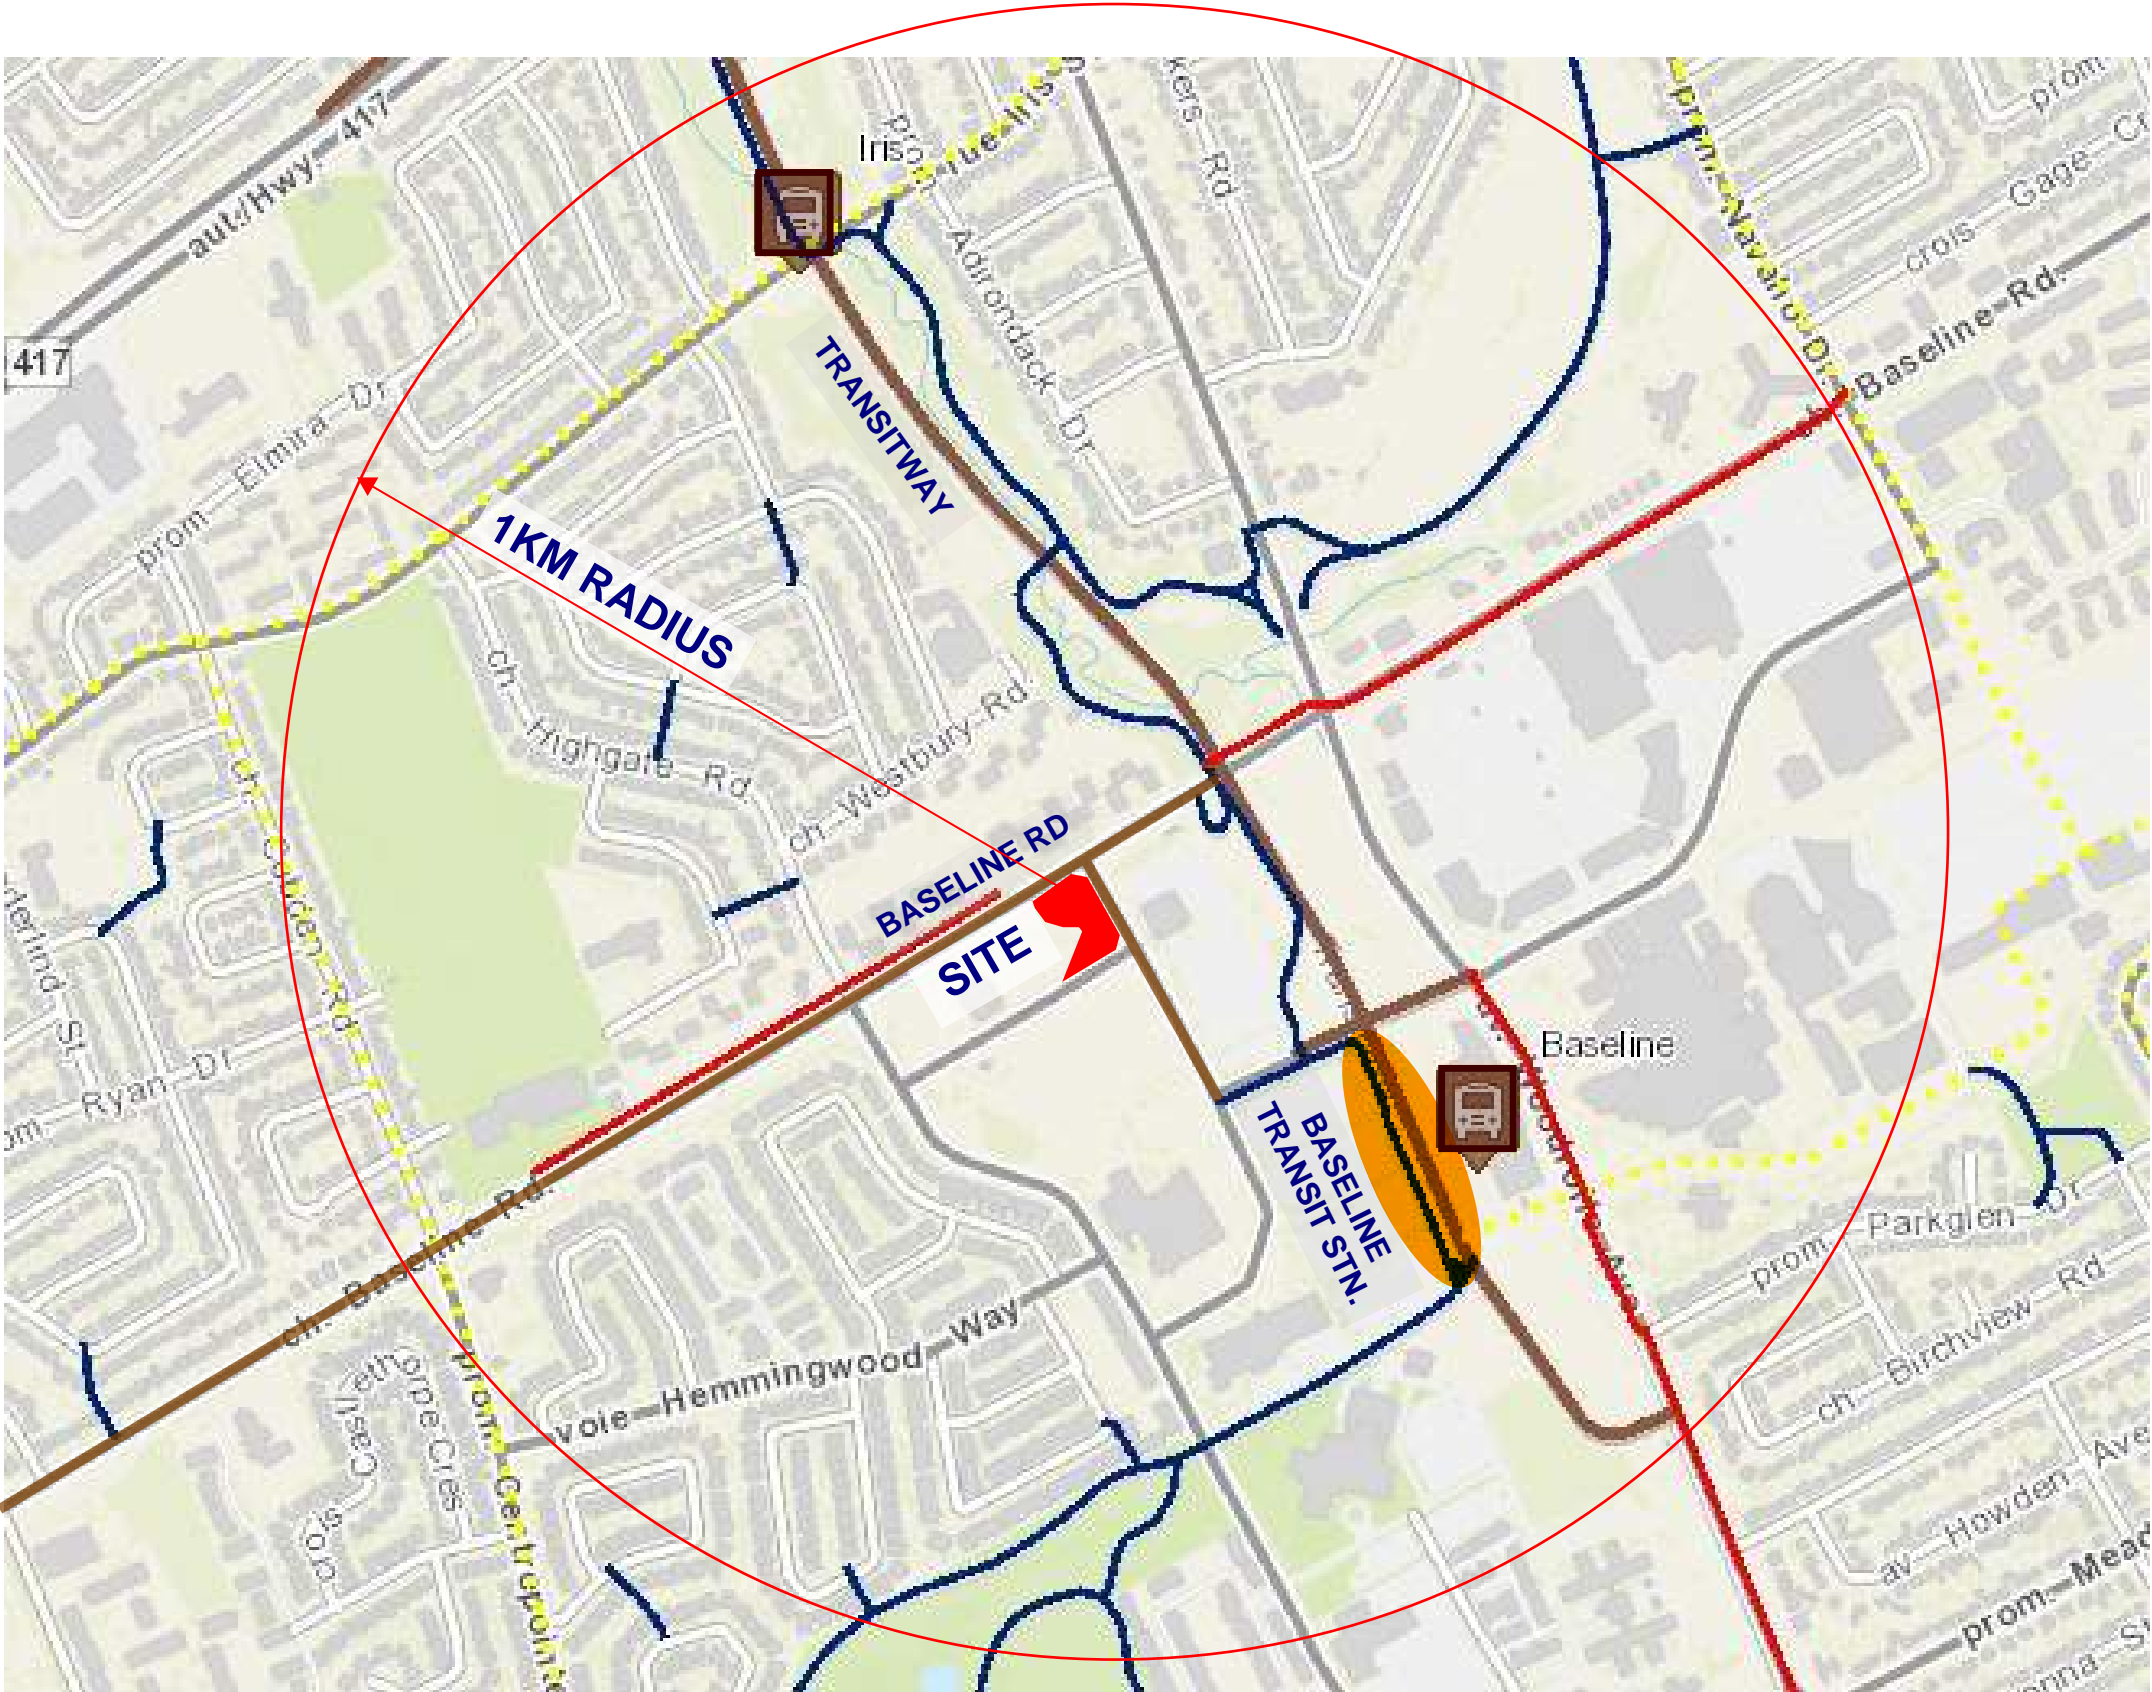 aut./Hwy. 417
417
Iris
rue Iris
Rd
Adirondack Dr
prom. Navaho Dr.
prom
crois Gage
Baseline Rd.
TRANSITWAY
prom Elmira Dr
1KM RADIUS
ch. Highgate Rd
ch Westbury Rd
BASELINE RD
SITE
Ryan Dr
St.
Baseline
BASELINE
TRANSIT STN.
ch. Baseline Rd.
prom Parkglen Dr
ch Birchview Rd
av Howden Ave
voie Hemmingwood Way
prom. Centrepointe